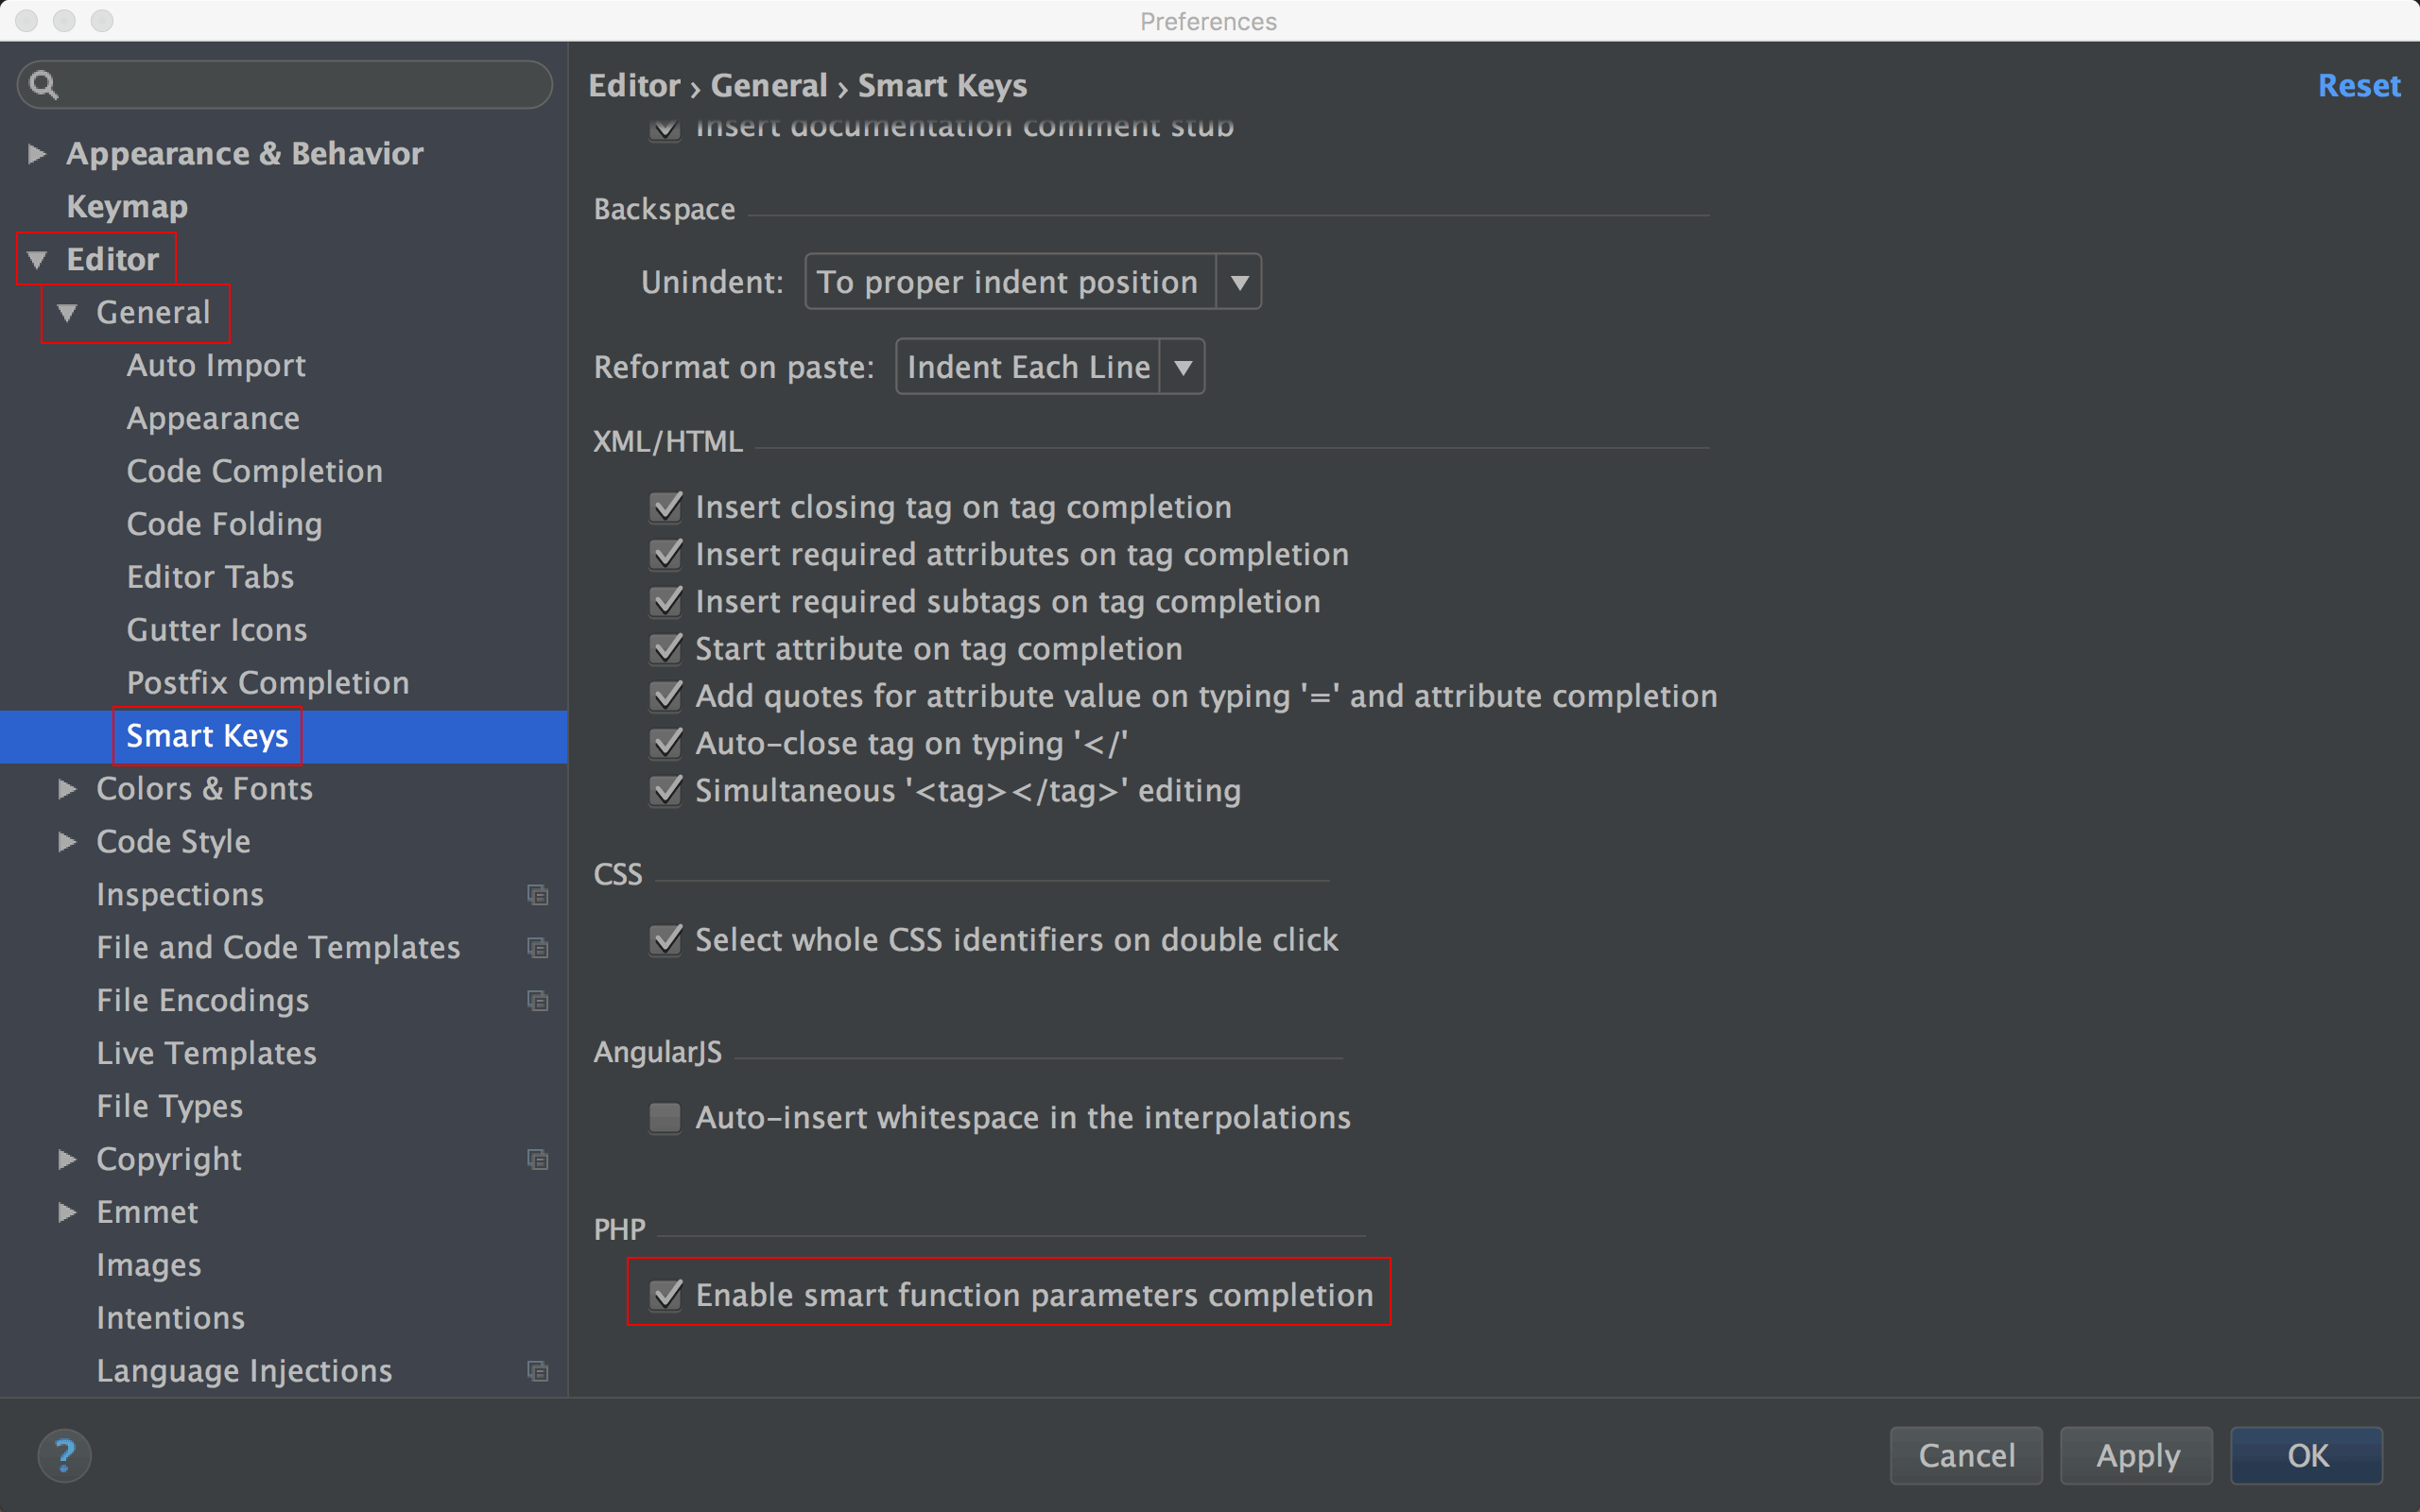 Preferences
Appearance & Behavior
Keymap
Editor
General
Auto Import
Appearance
Code Completion
Code Folding
Editor Tabs
Gutter Icons
Postfix Completion
Smart Keys
Colors & Fonts
Code Style
Inspections
File and Code Templates
File Encodings
Live Templates
File Types
Copyright
Emmet
Images
Intentions
Language Injections
?
Editor › General › Smart Keys
Reset
Insert documentation comment stub
Backspace
Unindent: To proper indent position
Reformat on paste: Indent Each Line
XML/HTML
Insert closing tag on tag completion
Insert required attributes on tag completion
Insert required subtags on tag completion
Start attribute on tag completion
Add quotes for attribute value on typing '=' and attribute completion
Auto-close tag on typing '</'
Simultaneous '<tag></tag>' editing
CSS
Select whole CSS identifiers on double click
AngularJS
Auto-insert whitespace in the interpolations
PHP
Enable smart function parameters completion
Cancel Apply OK